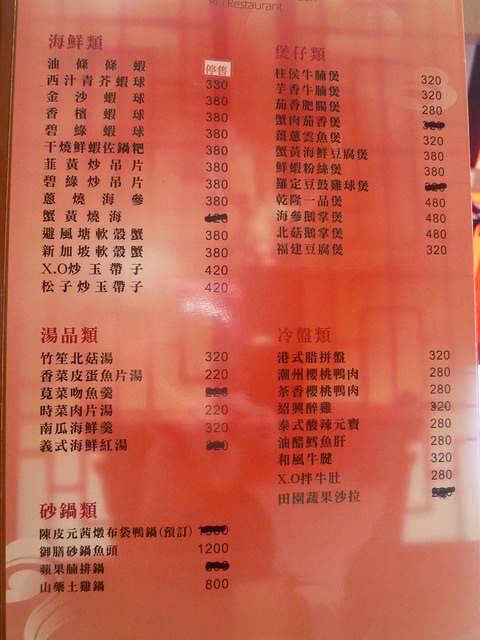 Restaurant
海鮮類
油條條蝦 停售
西汁青芥蝦球 330
金沙蝦球 380
香檳蝦球 380
碧綠蝦球 380
干燒鮮蝦佐鍋粑 380
韮黃炒吊片 380
碧綠炒吊片 380
蔥燒海參 380
蟹黃燒海
避風塘軟殼蟹 380
新加坡軟殼蟹 380
X.O炒玉帶子 420
松子炒玉帶子 420
煲仔類
柱侯牛腩煲 320
芋香牛腩煲 320
茄香肥腸煲 280
蟹肉茄香煲
薑蔥雲魚煲 320
蟹黃海鮮豆腐煲 380
鮮蝦粉絲煲 380
羅定豆鼓雞球煲
乾隆一品煲 480
海參鵝掌煲 480
北菇鵝掌煲 480
福建豆腐煲 320
湯品類
竹笙北菇湯 320
香菜皮蛋魚片湯 220
莧菜吻魚羹
時菜肉片湯 220
南瓜海鮮羹 320
義式海鮮紅湯
冷盤類
港式腊拼盤 320
潮州櫻桃鴨肉 280
茶香櫻桃鴨肉 280
紹興醉雞 320
泰式酸辣元寶 280
油醋鱈魚肝 280
和風牛腱 320
X.O拌牛肚 280
田園蔬果沙拉
砂鍋類
陳皮元茜燉布袋鴨鍋(預訂)
御膳砂鍋魚頭 1200
蘋果腩排鍋
山藥土雞鍋 800